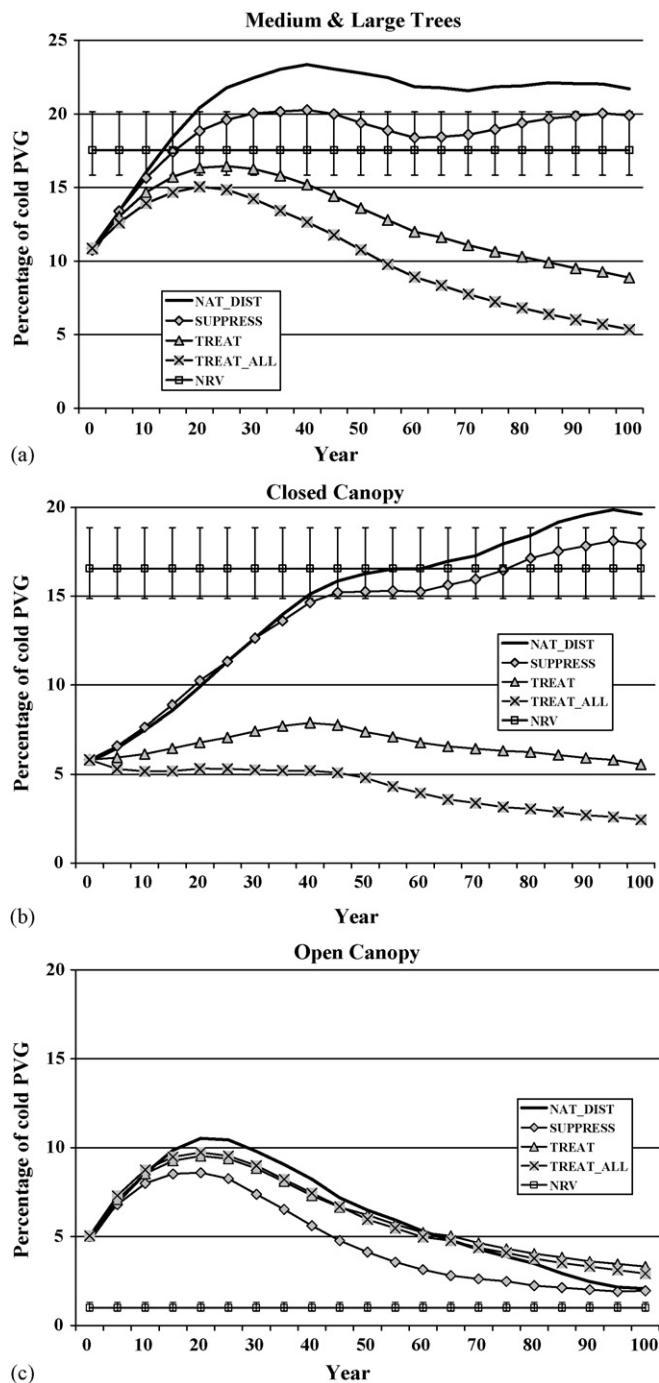 Medium & Large Trees
25
20
15
10
5
0
Percentage of cold PVG
NAT_DIST
SUPPRESS
TREAT
TREAT_ALL
NRV
0 10 20 30 40 50 60 70 80 90 100
(a)
Year
Closed Canopy
20
15
10
5
0
Percentage of cold PVG
NAT_DIST
SUPPRESS
TREAT
TREAT_ALL
NRV
0 10 20 30 40 50 60 70 80 90 100
(b)
Year
Open Canopy
20
15
10
5
0
Percentage of cold PVG
NAT_DIST
SUPPRESS
TREAT
TREAT_ALL
NRV
0 10 20 30 40 50 60 70 80 90 100
(c)
Year